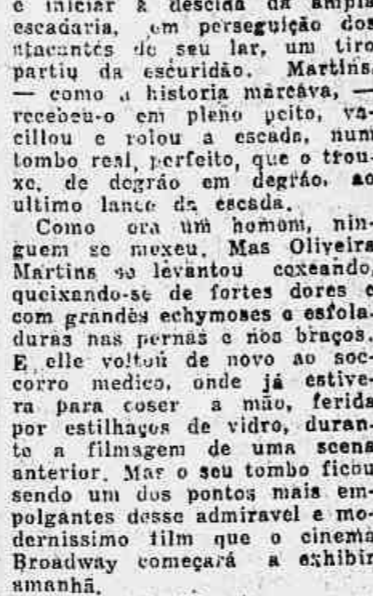 e iniciar a descida da ampla
escadaria, em perseguição dos
atacantes do seu lar, um tiro
partiu da escuridão. Martins,
— como a historia marcava, —
recebeu-o em pleno peito, va-
cillou e rolou a escada, num
tombo real, perfeito, que o trou-
xe, de degráo em degráo, ao
ultimo lance da escada.
Como era um homem, nin-
guem se mexeu. Mas Oliveira
Martins so levantou coxeando,
queixando-se de fortes dores e
com grandes echymoses e esfola-
duras nas pernas e nos braços.
E elle voltou de novo ao soc-
corro medico, onde já estive-
ra para coser a mão, ferida
por estilhaços de vidro, duran-
te a filmagem de uma scena
anterior. Mas o seu tombo ficou
sendo um dos pontos mais em-
polgantes desse admiravel e mo-
dernissimo film que o cinema
Broadway começará a exhibir
amanhã.